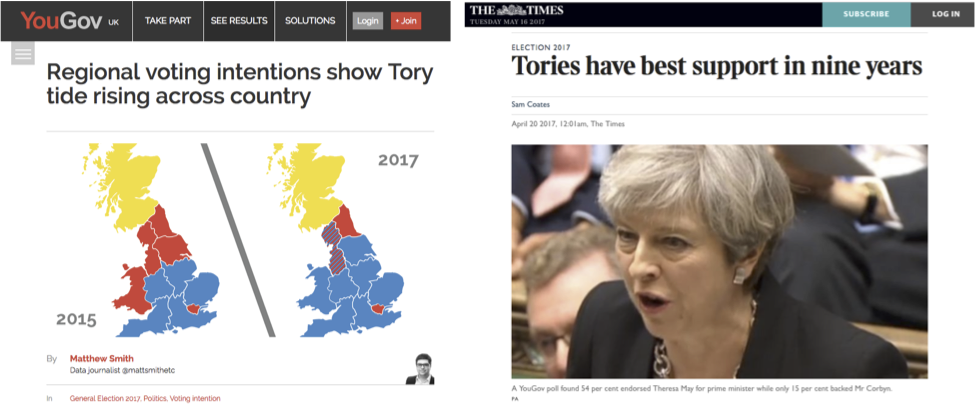 YouGov UK
TAKE PART
SEE RESULTS
SOLUTIONS
Login
+ Join
Regional voting intentions show Tory
tide rising across country
2017
2015
By Matthew Smith
Data journalist @mattsmithetc
In General Election 2017, Politics, Voting intention
THE TIMES
TUESDAY MAY 16 2017
SUBSCRIBE
LOG IN
ELECTION 2017
Tories have best support in nine years
Sam Coates
April 20 2017, 12:01am, The Times
A YouGov poll found 54 per cent endorsed Theresa May for prime minister while only 15 per cent backed Mr Corbyn.
PA